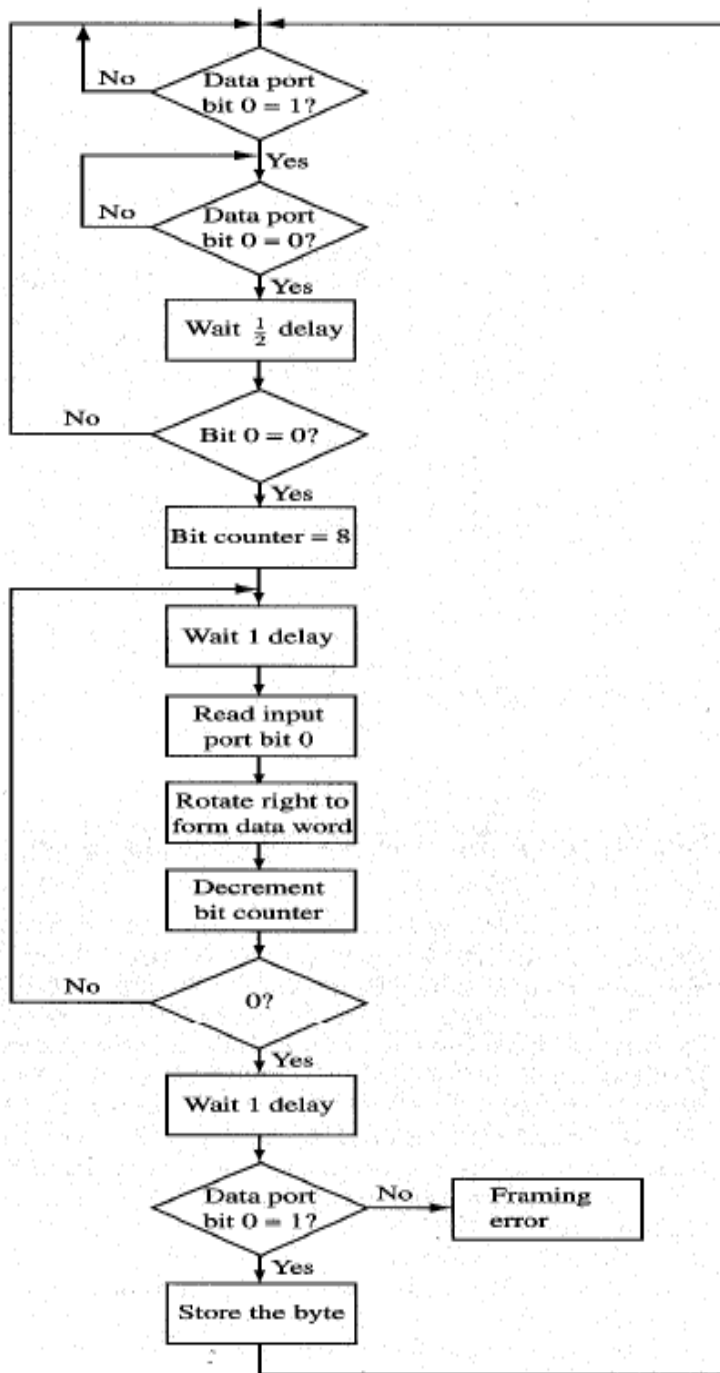 No
Data port
bit 0 = 1?
Yes
No
Data port
bit 0 = 0?
Yes
Wait 1/2 delay
No
Bit 0 = 0?
Yes
Bit counter = 8
Wait 1 delay
Read input
port bit 0
Rotate right to
form data word
Decrement
bit counter
No
0?
Yes
Wait 1 delay
Data port
bit 0 = 1?
No
Framing
error
Yes
Store the byte